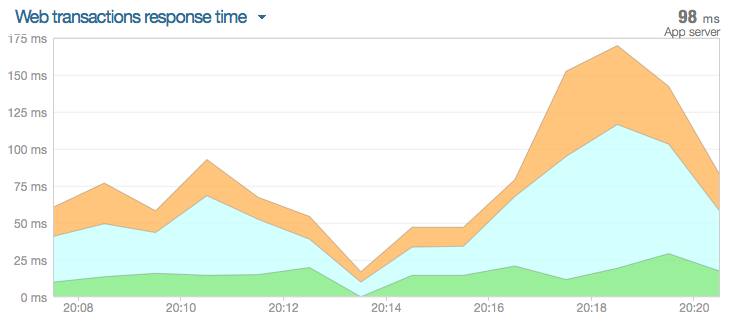 Web transactions response time
98 ms
App server
175 ms
150 ms
125 ms
100 ms
75 ms
50 ms
25 ms
0 ms
20:08 20:10 20:12 20:14 20:16 20:18 20:20